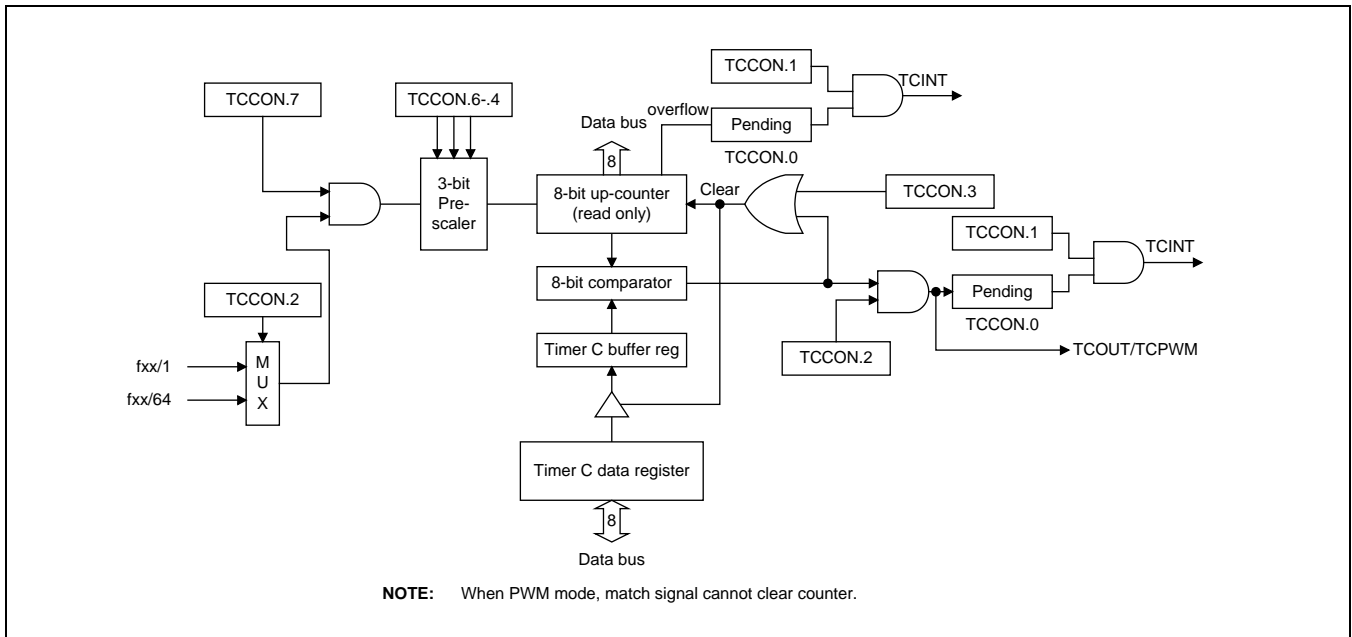 TCCON.1
TCINT
TCCON.7
TCCON.6-.4
overflow
Data bus
Pending
8
TCCON.0
3-bit
Pre-
scaler
8-bit up-counter
(read only)
Clear
TCCON.3
TCCON.1
TCINT
8-bit comparator
Pending
TCCON.2
TCCON.0
Timer C buffer reg
TCCON.2
TCOUT/TCPWM
fxx/1
fxx/64
M
U
X
Timer C data register
8
Data bus
NOTE: When PWM mode, match signal cannot clear counter.